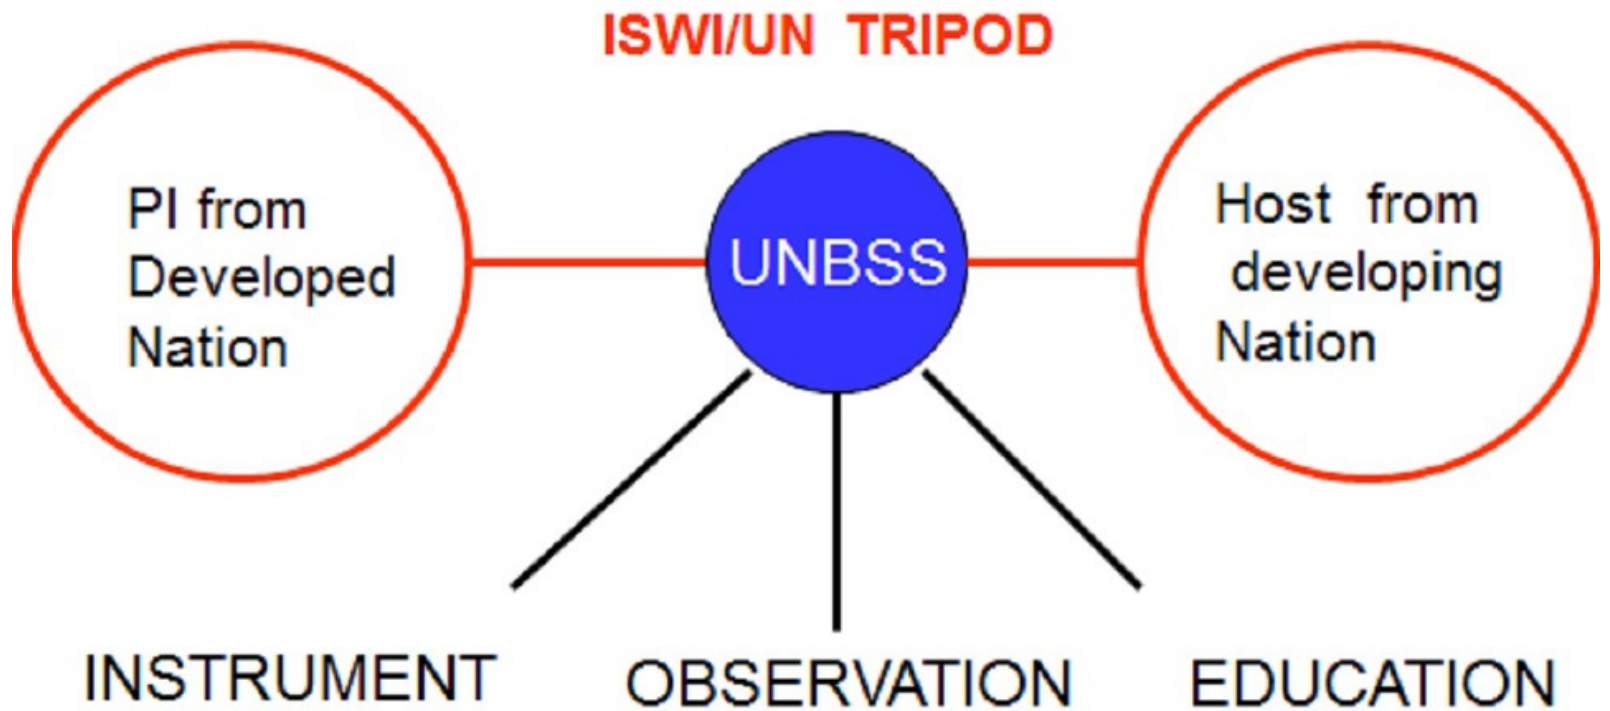 ISWI/UN TRIPOD
PI from
Developed
Nation
UNBSS
Host from
developing
Nation
INSTRUMENT
OBSERVATION
EDUCATION